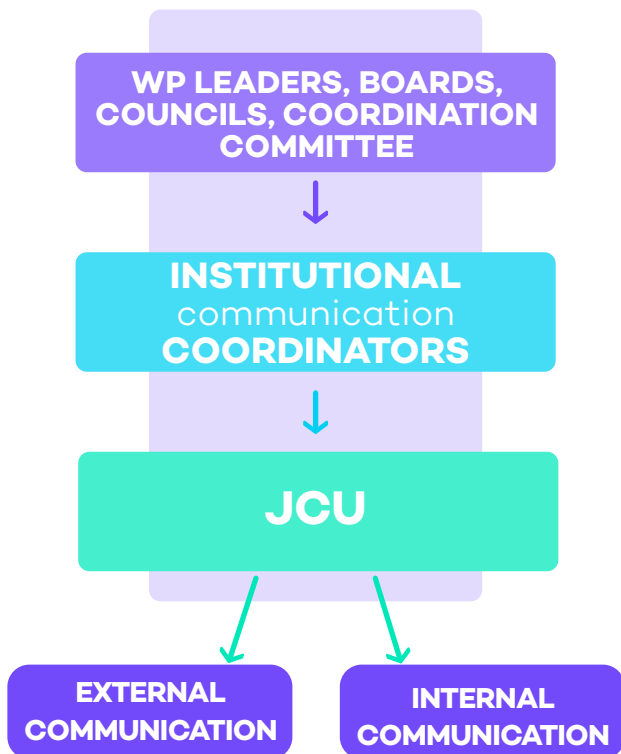 WP LEADERS, BOARDS,
COUNCILS, COORDINATION
COMMITTEE
INSTITUTIONAL
communication
COORDINATORS
JCU
EXTERNAL
COMMUNICATION
INTERNAL
COMMUNICATION